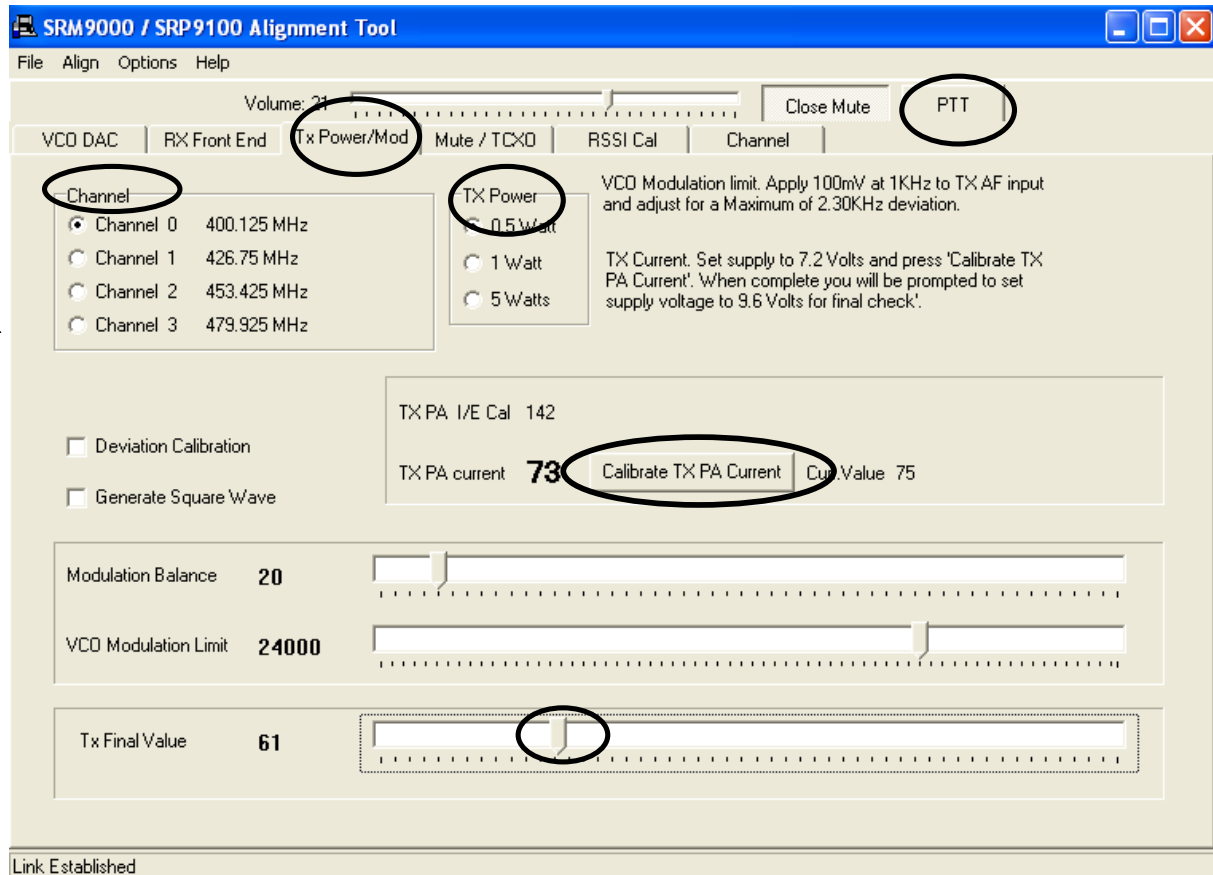 SRM9000 / SRP9100 Alignment Tool
File Align Options Help
Volume: 21 Close Mute PTT
VCO DAC RX Front End Tx Power/Mod Mute / TCXO RSSI Cal Channel
Channel
Channel 0 400.125 MHz
Channel 1 426.75 MHz
Channel 2 453.425 MHz
Channel 3 479.925 MHz
TX Power
0.5 Watt
1 Watt
5 Watts
VCO Modulation limit. Apply 100mV at 1KHz to TX AF input
and adjust for a Maximum of 2.30KHz deviation.
TX Current. Set supply to 7.2 Volts and press 'Calibrate TX
PA Current'. When complete you will be prompted to set
supply voltage to 9.6 Volts for final check'.
Deviation Calibration
Generate Square Wave
TX PA I/E Cal 142
TX PA current 73 Calibrate TX PA Current Cur.Value 75
Modulation Balance 20
VCO Modulation Limit 24000
Tx Final Value 61
Link Established